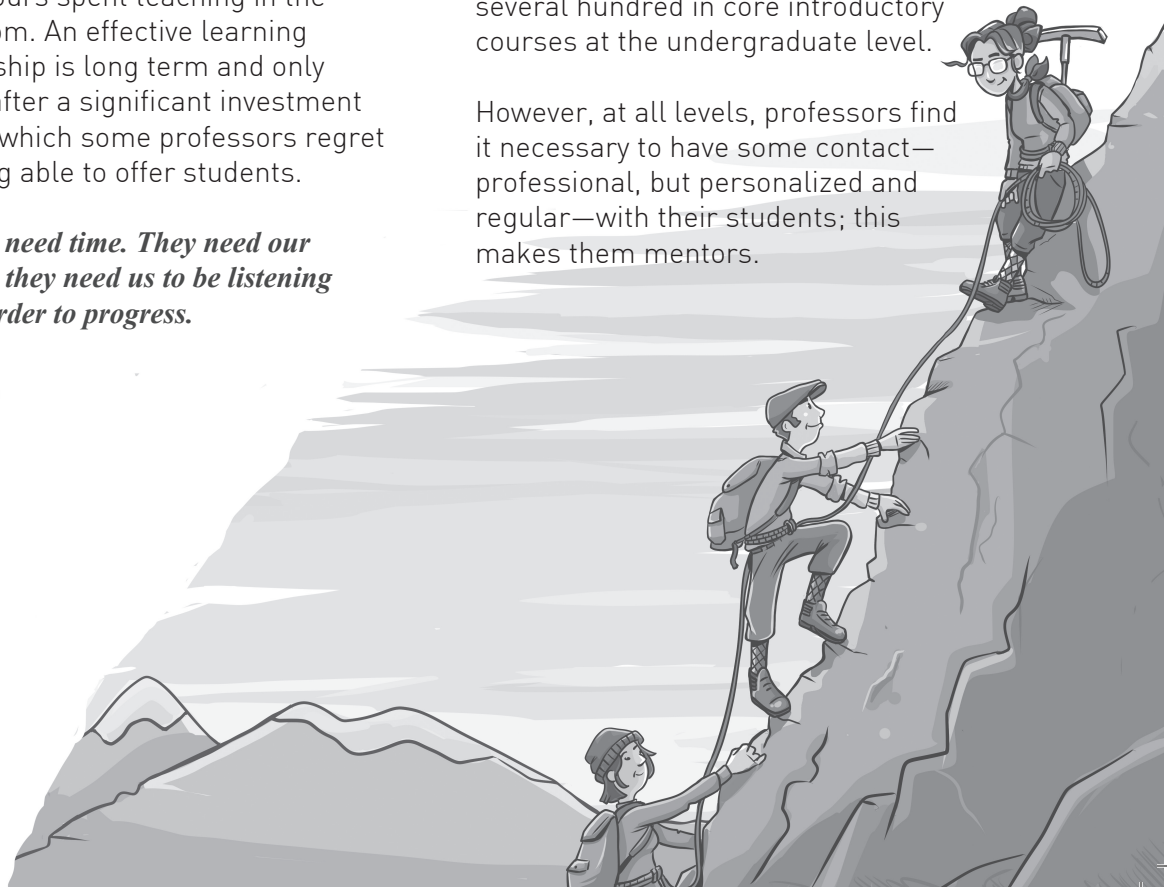 ours spent teaching in the
om. An effective learning
ship is long term and only
after a significant investment
which some professors regret
g able to offer students.
need time. They need our
they need us to be listening
rder to progress.
several hundred in core introductory
courses at the undergraduate level.
However, at all levels, professors find
it necessary to have some contact—
professional, but personalized and
regular—with their students; this
makes them mentors.